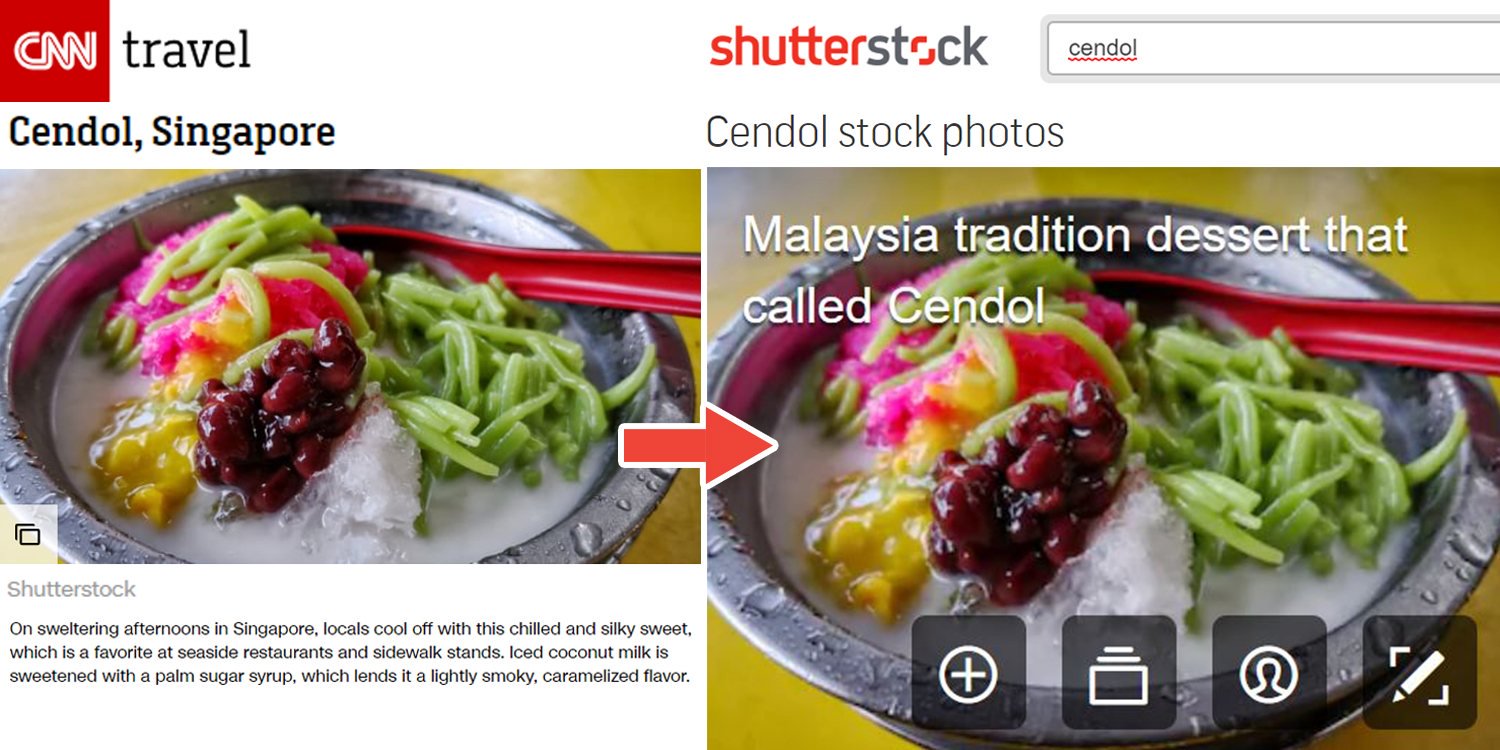 CNN travel
Cendol, Singapore
Shutterstock
On sweltering afternoons in Singapore, locals cool off with this chilled and silky sweet,
which is a favorite at seaside restaurants and sidewalk stands. Iced coconut milk is
sweetened with a palm sugar syrup, which lends it a lightly smoky, caramelized flavor.
shutterstock
cendol
Cendol stock photos
Malaysia tradition dessert that
called Cendol